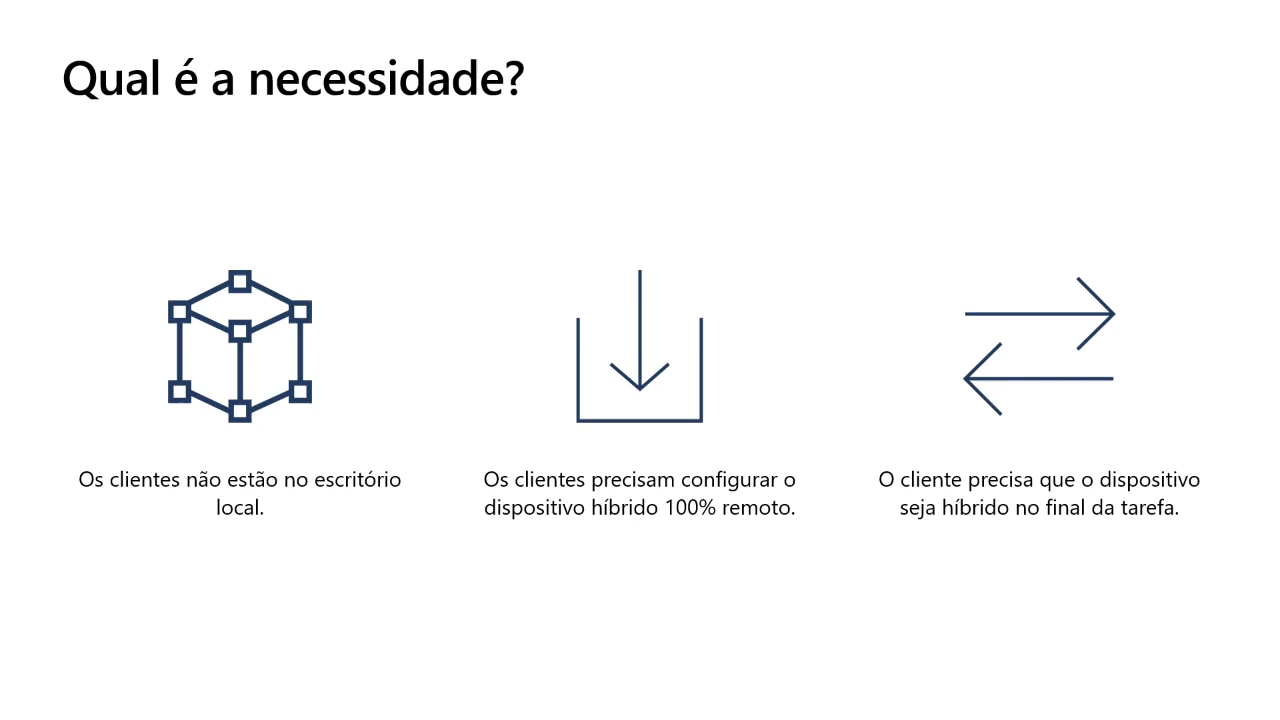 Qual é a necessidade?
Os clientes não estão no escritório
local.
Os clientes precisam configurar o
dispositivo híbrido 100% remoto.
O cliente precisa que o dispositivo
seja híbrido no final da tarefa.